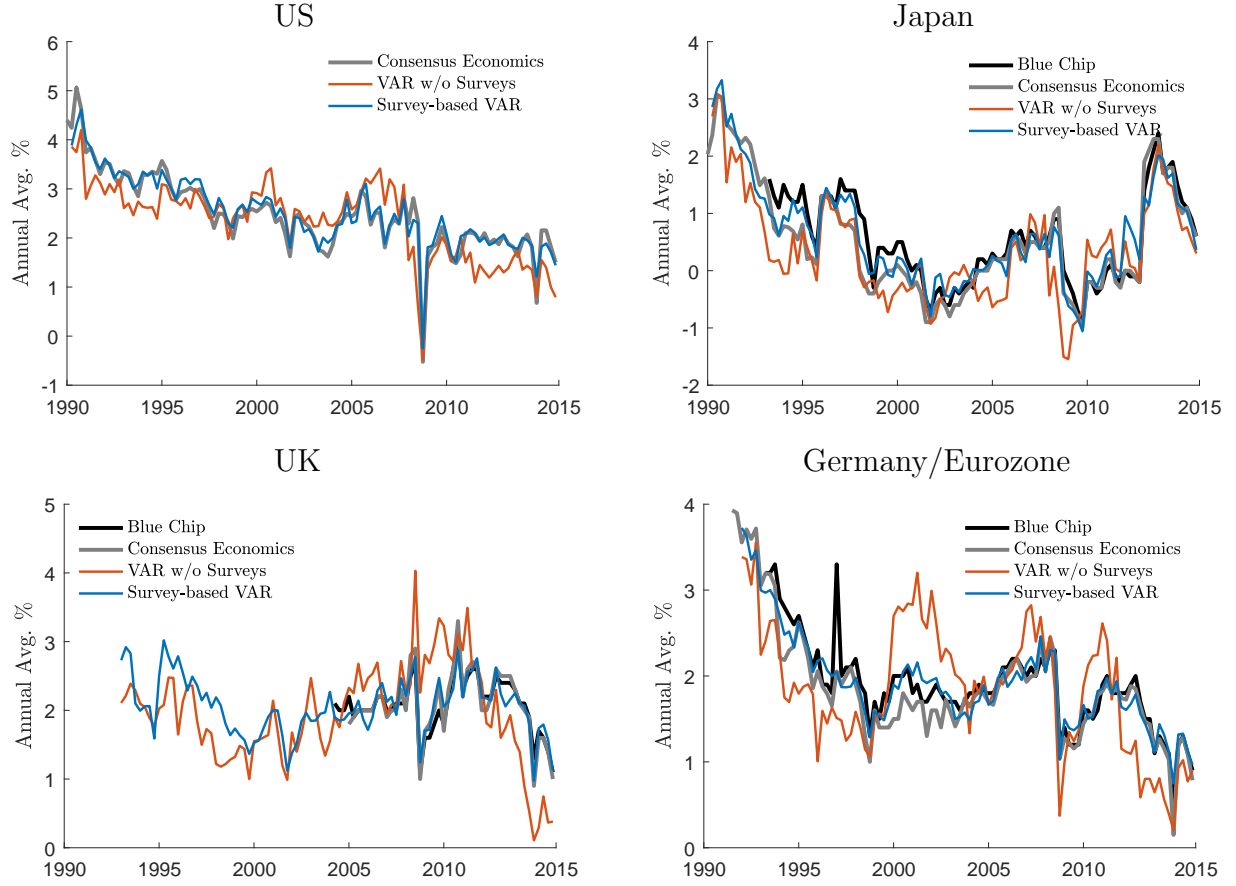 US
6
5
4
3
2
1
0
-1
Annual Avg. %
Consensus Economics
VAR w/o Surveys
Survey-based VAR
1990 1995 2000 2005 2010 2015
Japan
4
3
2
1
0
-1
-2
Annual Avg. %
Blue Chip
Consensus Economics
VAR w/o Surveys
Survey-based VAR
1990 1995 2000 2005 2010 2015
UK
5
4
3
2
1
0
Annual Avg. %
Blue Chip
Consensus Economics
VAR w/o Surveys
Survey-based VAR
1990 1995 2000 2005 2010 2015
Germany/Eurozone
4
3
2
1
0
Annual Avg. %
Blue Chip
Consensus Economics
VAR w/o Surveys
Survey-based VAR
1990 1995 2000 2005 2010 2015